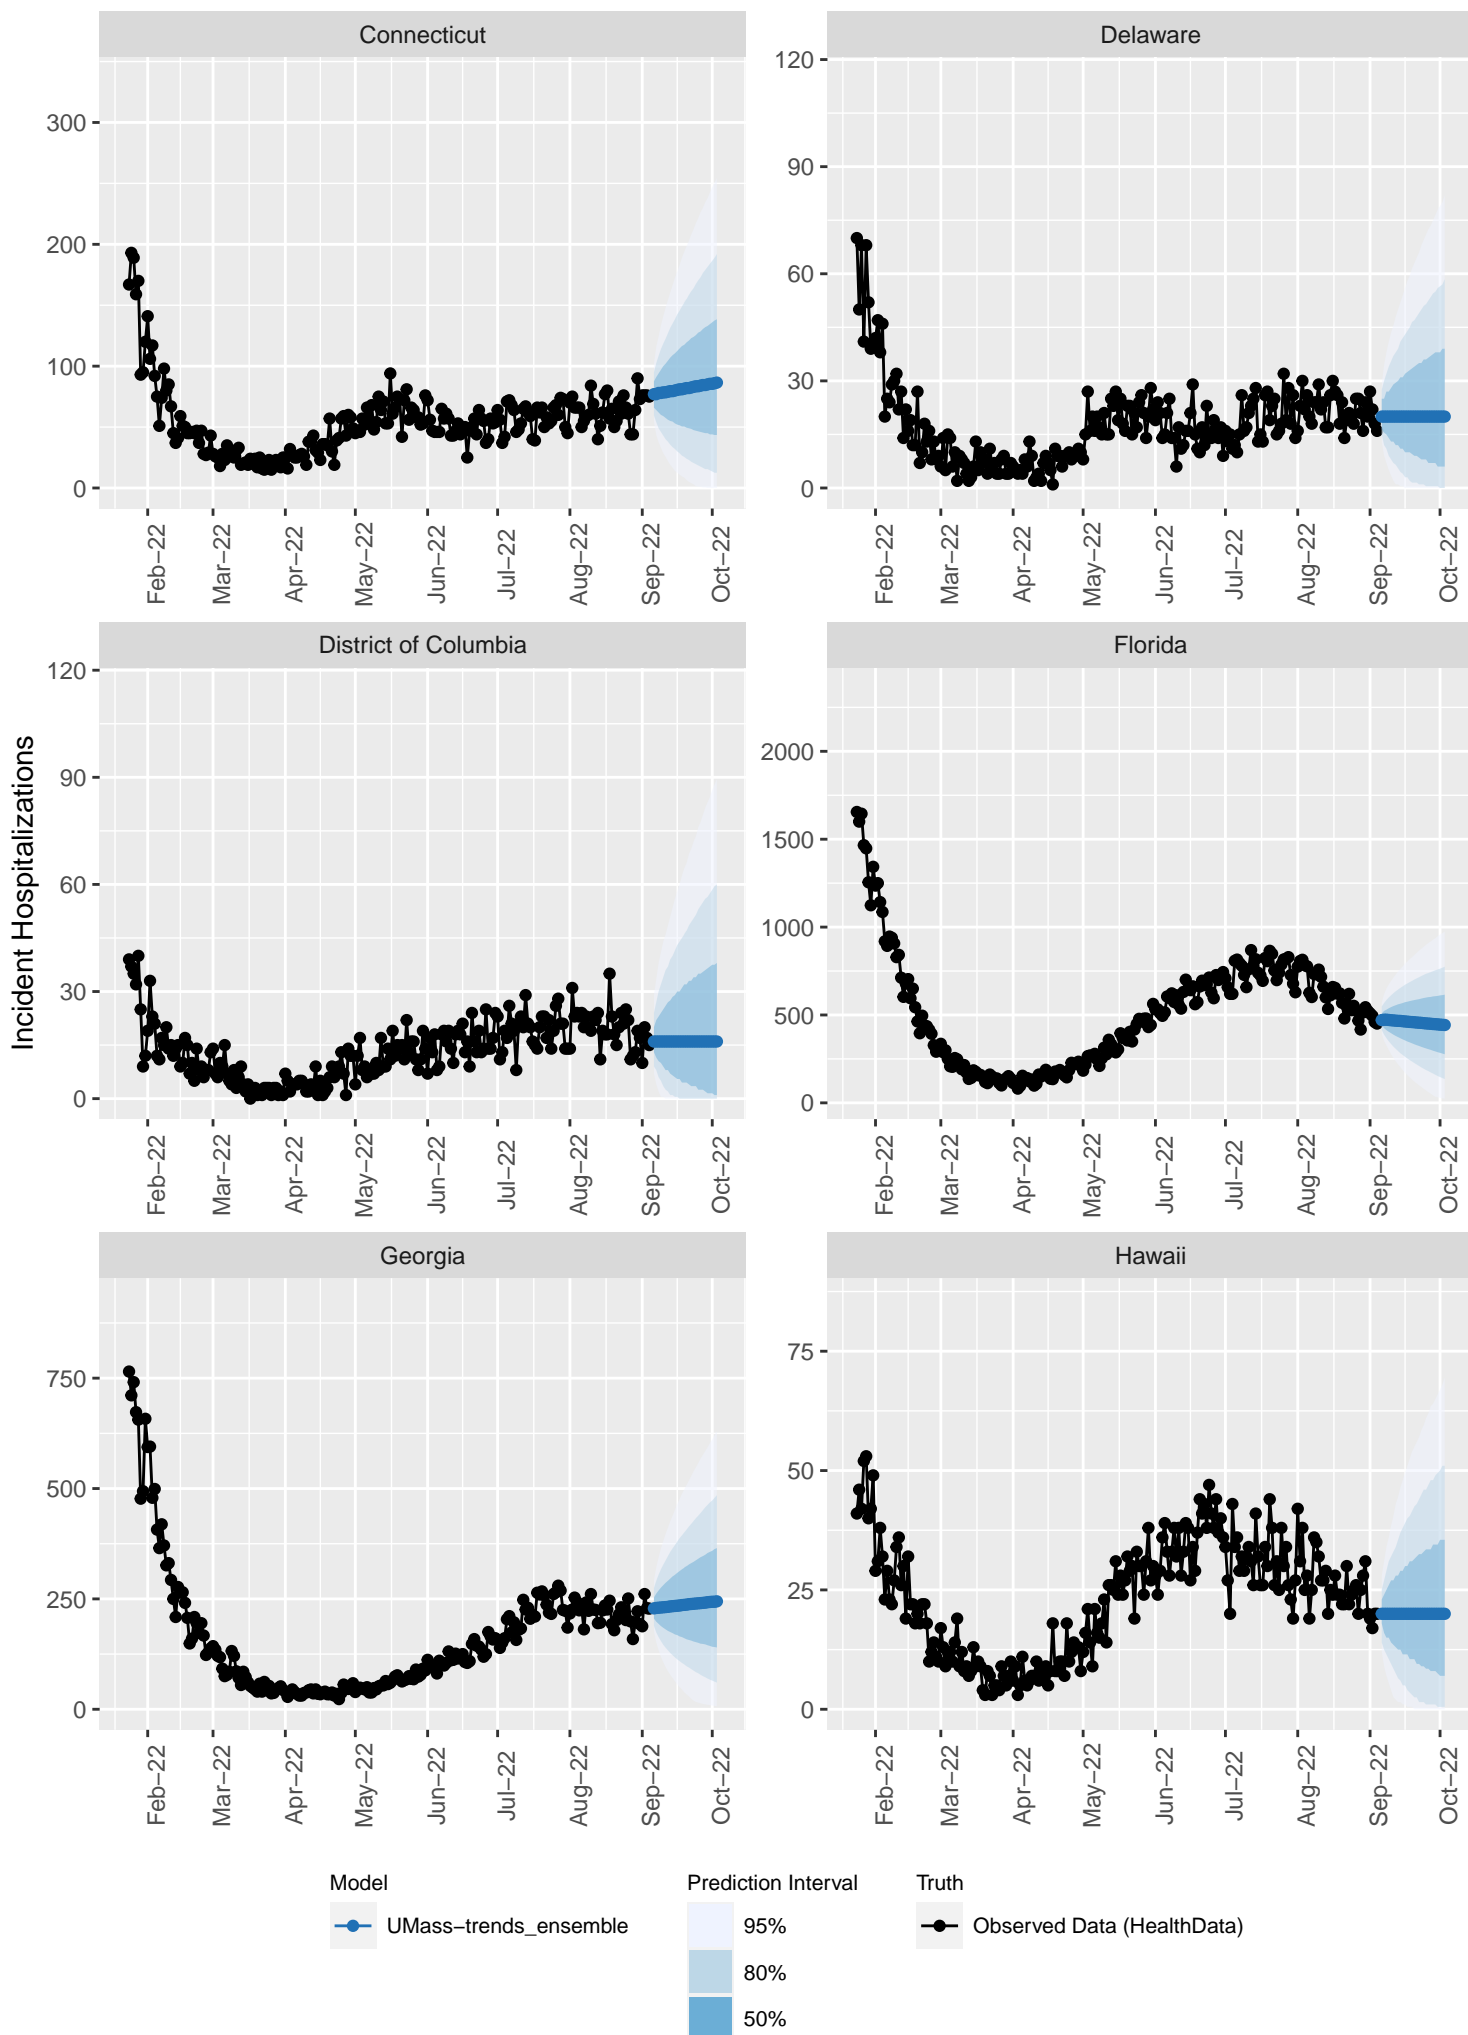 Connecticut
Delaware
300
200
100
0
120
90
60
30
0
Feb−22
Mar−22
Apr−22
May−22
Jun−22
Jul−22
Aug−22
Sep−22
Oct−22
Feb−22
Mar−22
Apr−22
May−22
Jun−22
Jul−22
Aug−22
Sep−22
Oct−22
District of Columbia
Florida
Incident Hospitalizations
120
90
60
30
0
2000
1500
1000
500
0
Feb−22
Mar−22
Apr−22
May−22
Jun−22
Jul−22
Aug−22
Sep−22
Oct−22
Feb−22
Mar−22
Apr−22
May−22
Jun−22
Jul−22
Aug−22
Sep−22
Oct−22
Georgia
Hawaii
750
500
250
0
75
50
25
0
Feb−22
Mar−22
Apr−22
May−22
Jun−22
Jul−22
Aug−22
Sep−22
Oct−22
Feb−22
Mar−22
Apr−22
May−22
Jun−22
Jul−22
Aug−22
Sep−22
Oct−22
Model
UMass−trends_ensemble
Prediction Interval
95%
80%
50%
Truth
Observed Data (HealthData)